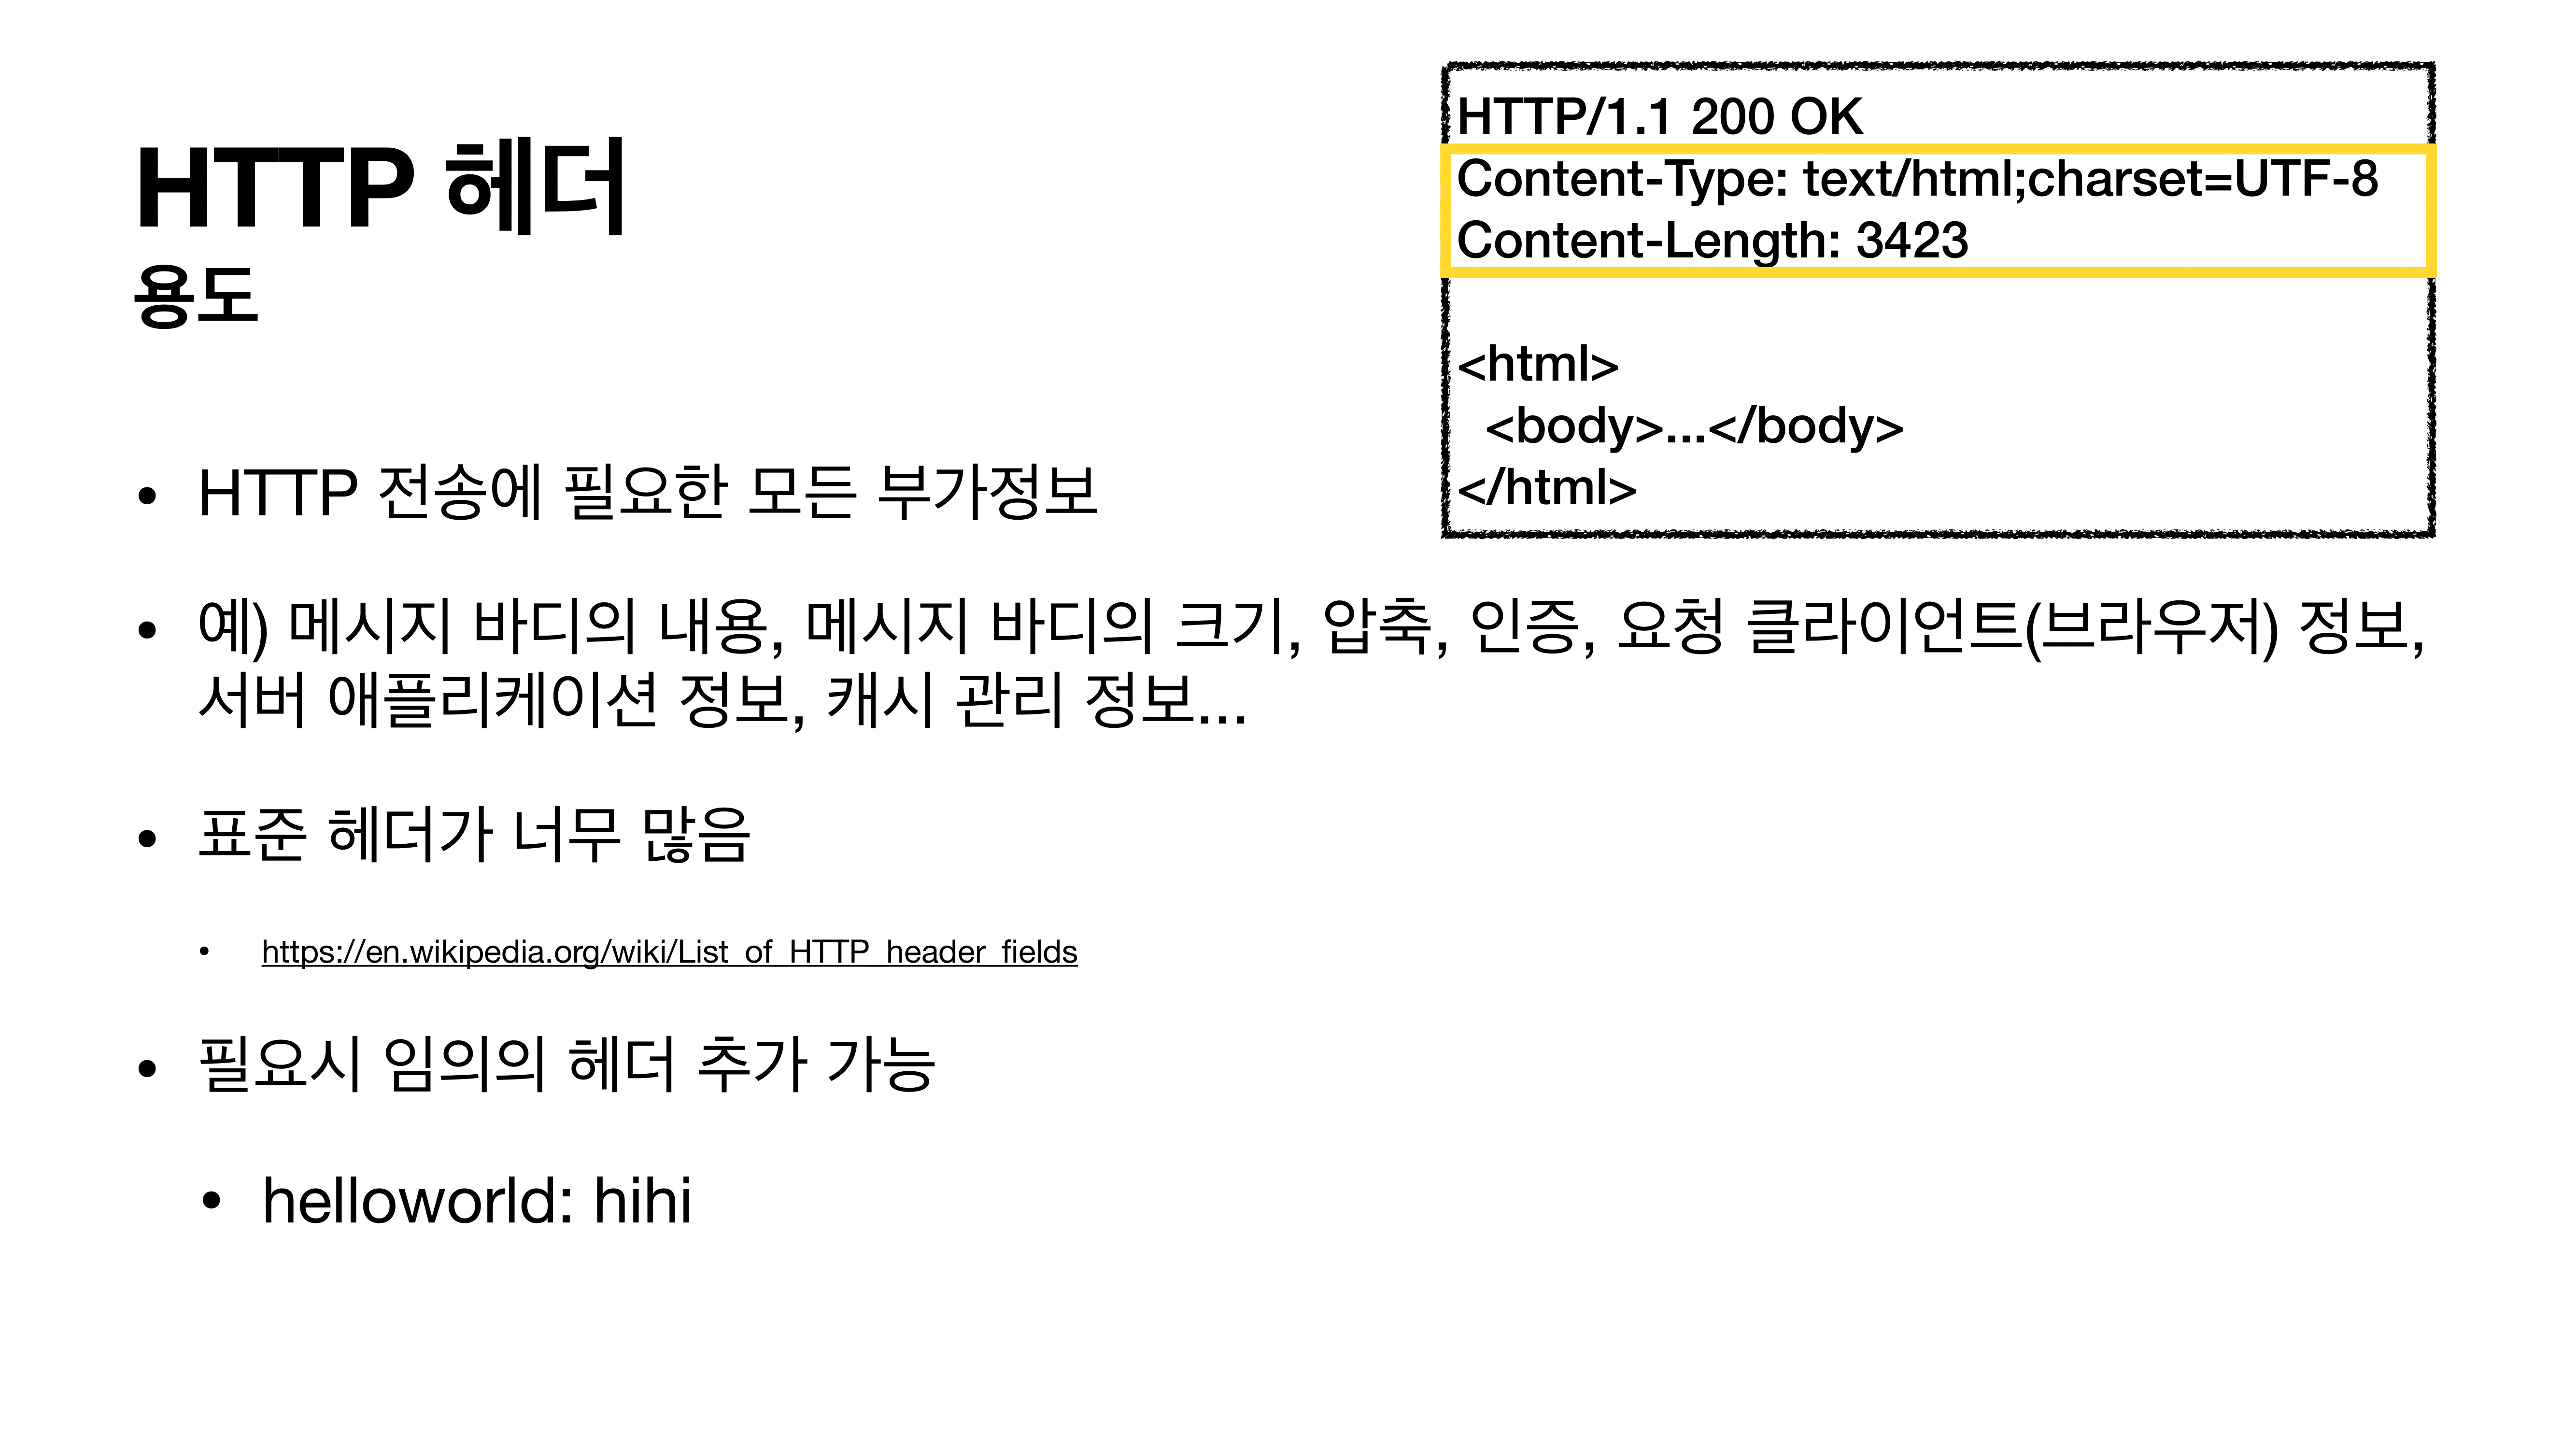 HTTP 헤더
용도
HTTP/1.1 200 OK
Content-Type: text/html;charset=UTF-8
Content-Length: 3423
<html>
<body>...</body>
</html>
• HTTP 전송에 필요한 모든 부가정보
• 예) 메시지 바디의 내용, 메시지 바디의 크기, 압축, 인증, 요청 클라이언트(브라우저) 정보,
서버 애플리케이션 정보, 캐시 관리 정보...
• 표준 헤더가 너무 많음
• https://en.wikipedia.org/wiki/List_of_HTTP_header_fields
• 필요시 임의의 헤더 추가 가능
• helloworld: hihi